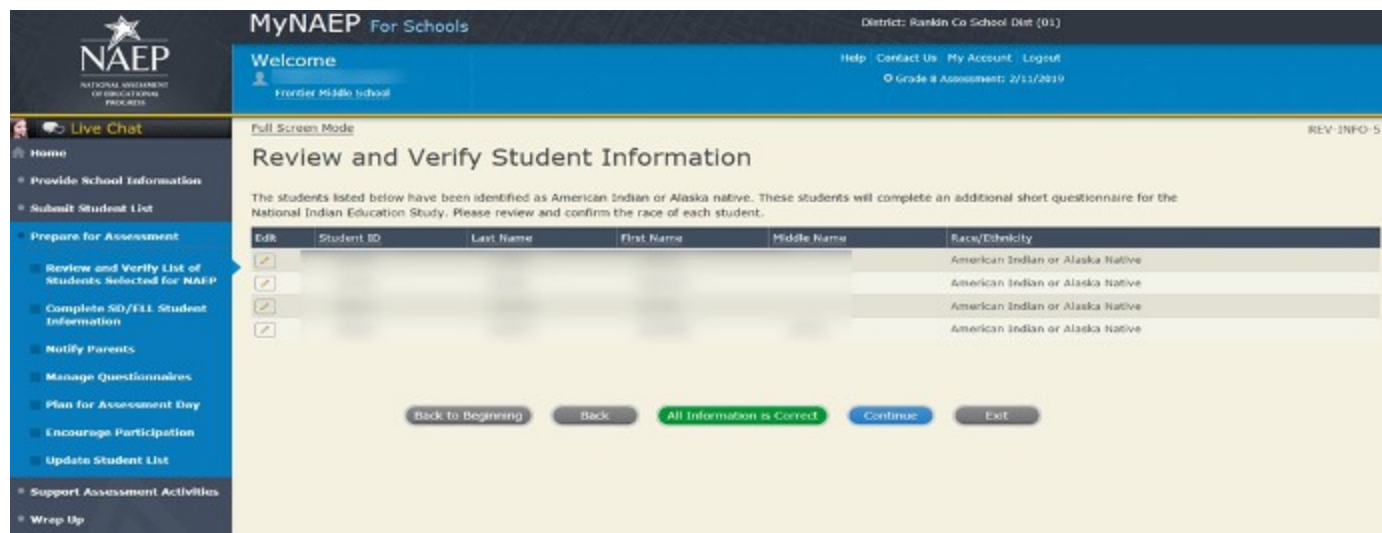 MyNAEP For Schools
District: Rankin Co School Dist (01)
NAEP
NATIONAL ASSESSMENT
OF EDUCATIONAL
PROGRESS
Welcome
Help Contact Us My Account Logout
Grade 8 Assessment: 2/11/2019
Frontier Middle School
Live Chat
Home
Provide School Information
Submit Student List
Prepare for Assessment
Review and Verify List of
Students Selected for NAEP
Complete SD/ELL Student
Information
Notify Parents
Manage Questionnaires
Plan for Assessment Day
Encourage Participation
Update Student List
Support Assessment Activities
Wrap Up
Full Screen Mode
REV-INFO-5
Review and Verify Student Information
The students listed below have been identified as American Indian or Alaska native. These students will complete an additional short questionnaire for the
National Indian Education Study. Please review and confirm the race of each student.
Edit Student ID Last Name First Name Middle Name Race/Ethnicity
American Indian or Alaska Native
American Indian or Alaska Native
American Indian or Alaska Native
American Indian or Alaska Native
Back to Beginning Back All Information is Correct Continue Exit